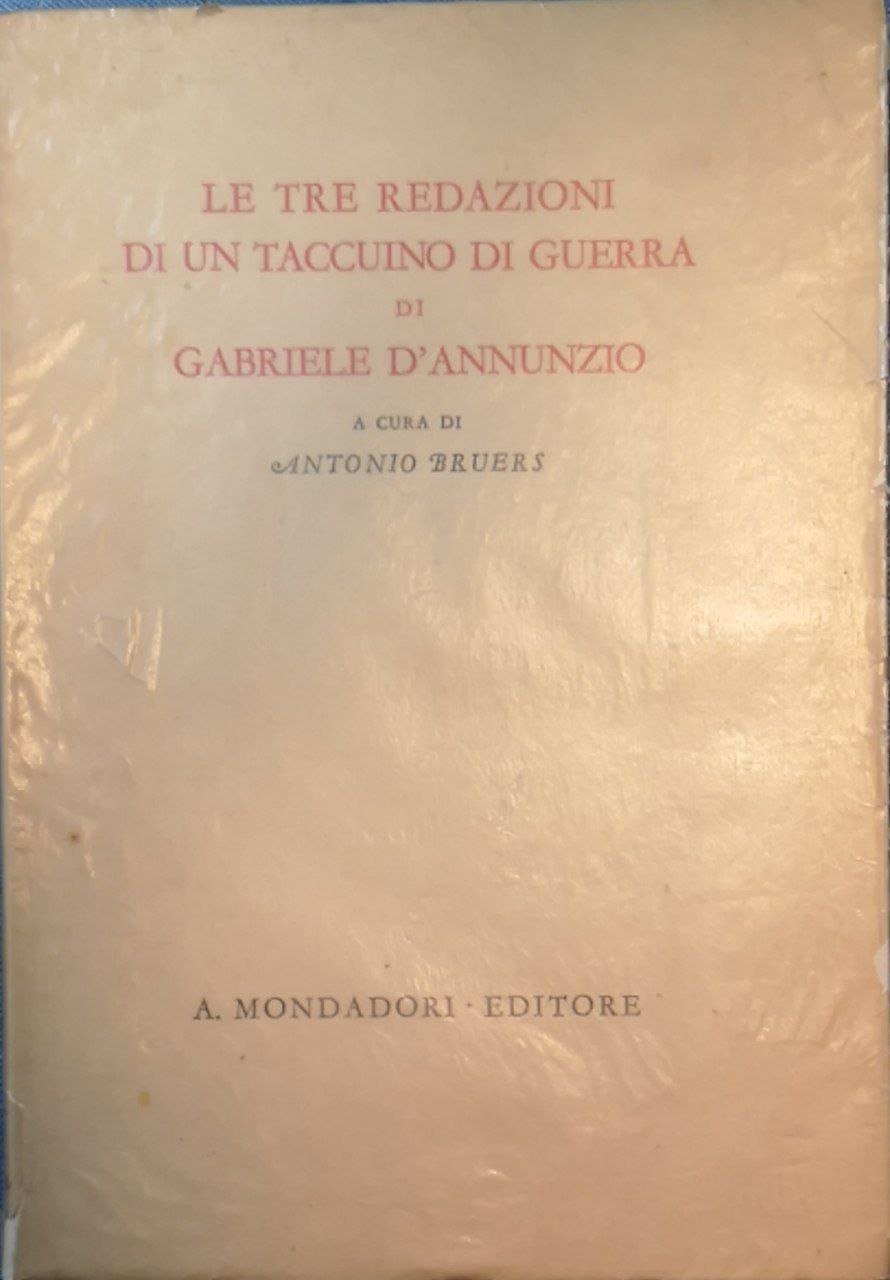 LE TRE REDAZIONI
DI UN TACCUINO DI GUERRA
DI
GABRIELE D'ANNUNZIO
A CURA DI
ANTONIO BRUERS
A. MONDADORI · EDITORE